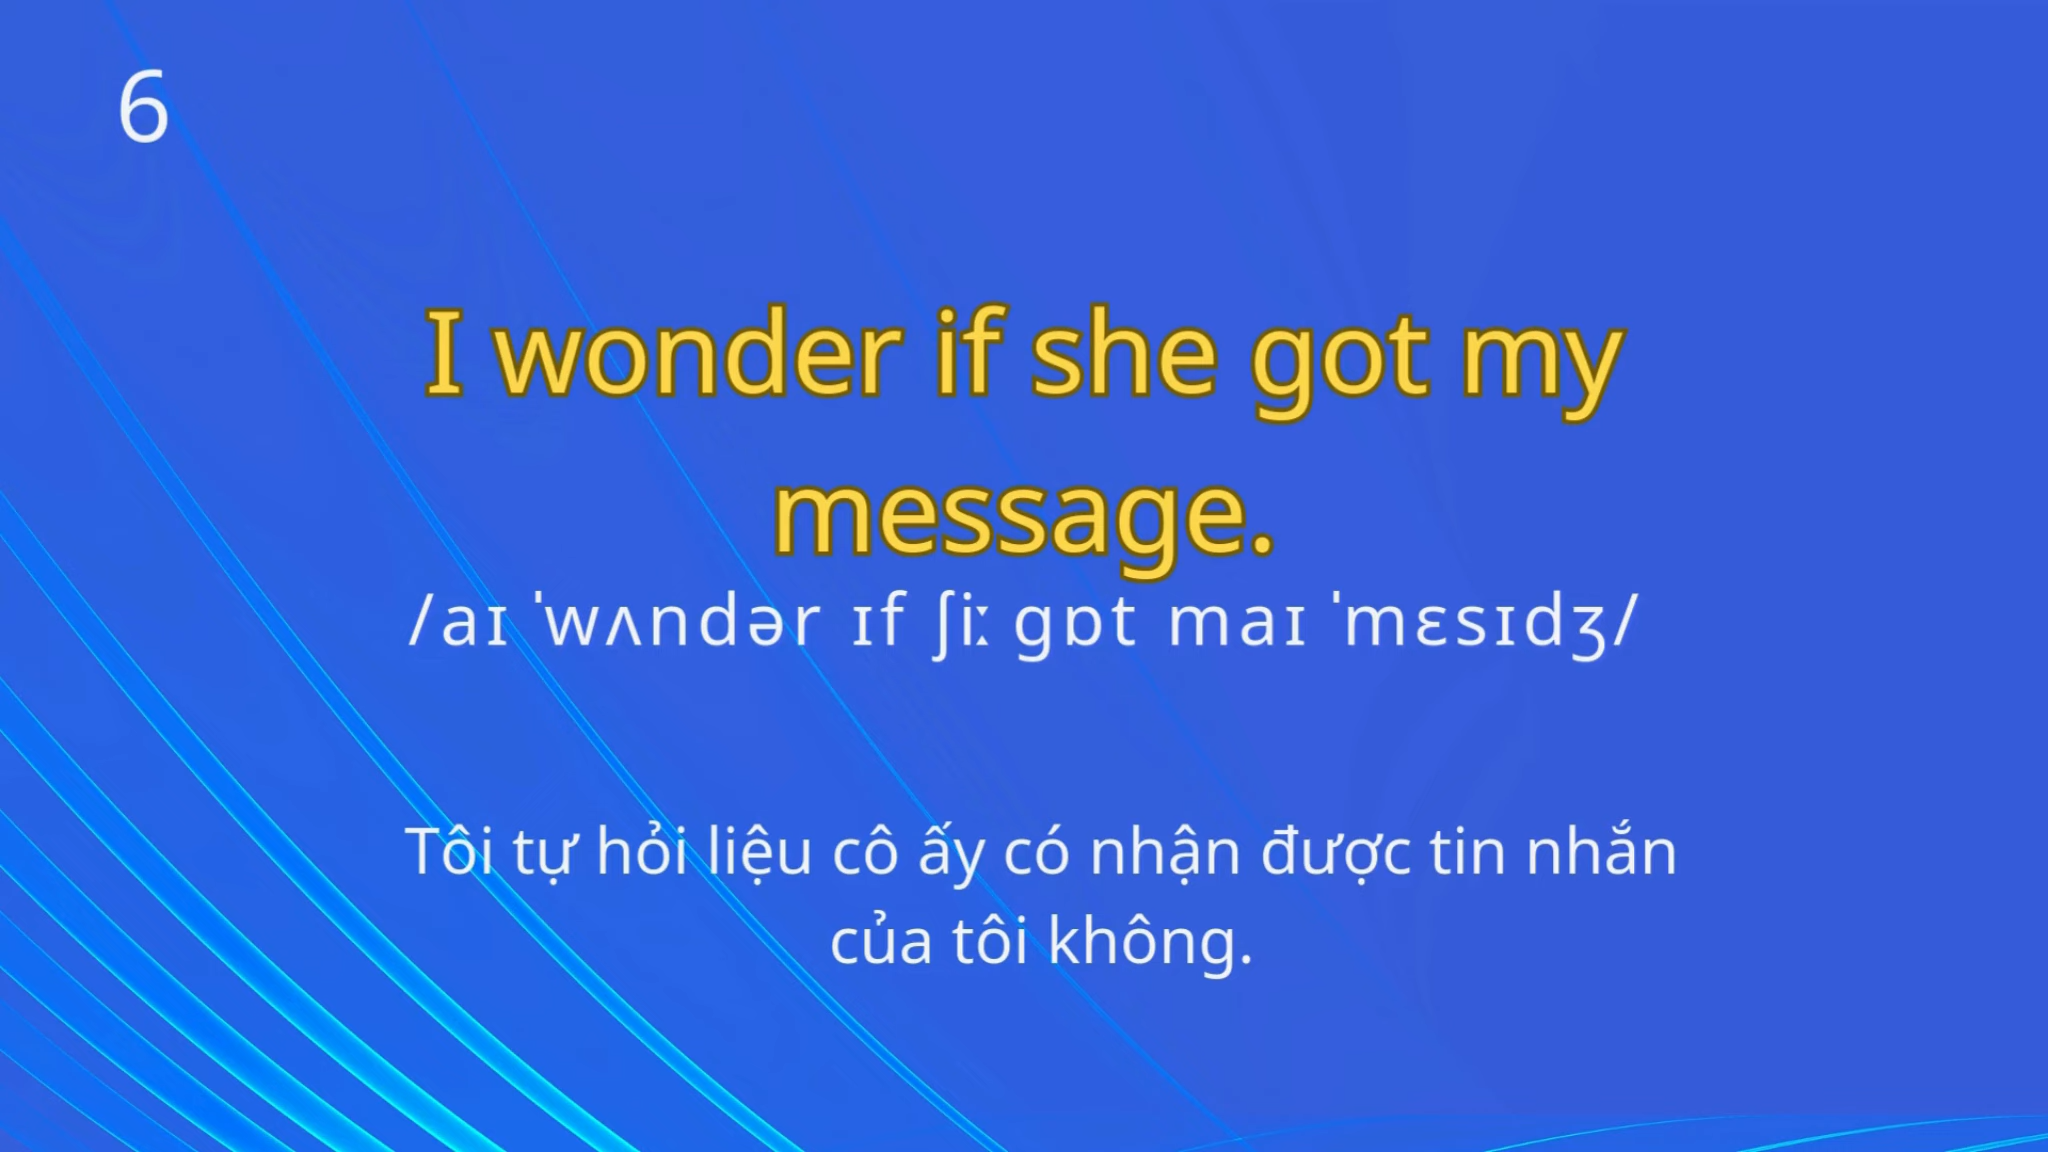 6
I wonder if she got my
message.
/aɪ ˈwʌndər ɪf ʃiː gɒt maɪ ˈmɛsɪdʒ/
Tôi tự hỏi liệu cô ấy có nhận được tin nhắn
của tôi không.